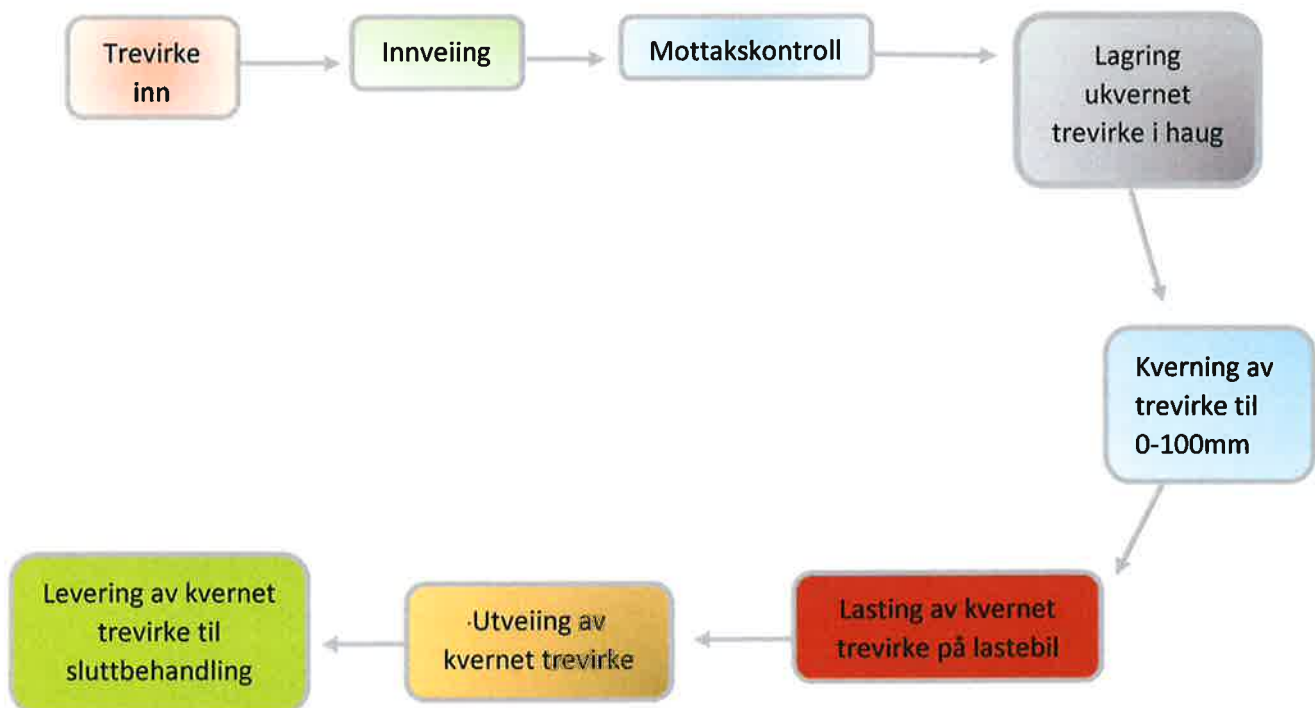 Trevirke
inn
Innveiing
Mottakskontroll
Lagring
ukvernet
trevirke i haug
Kverning av
trevirke til
0-100mm
Lasting av kvernet
trevirke på lastebil
Utveiing av
kvernet trevirke
Levering av kvernet
trevirke til
sluttbehandling